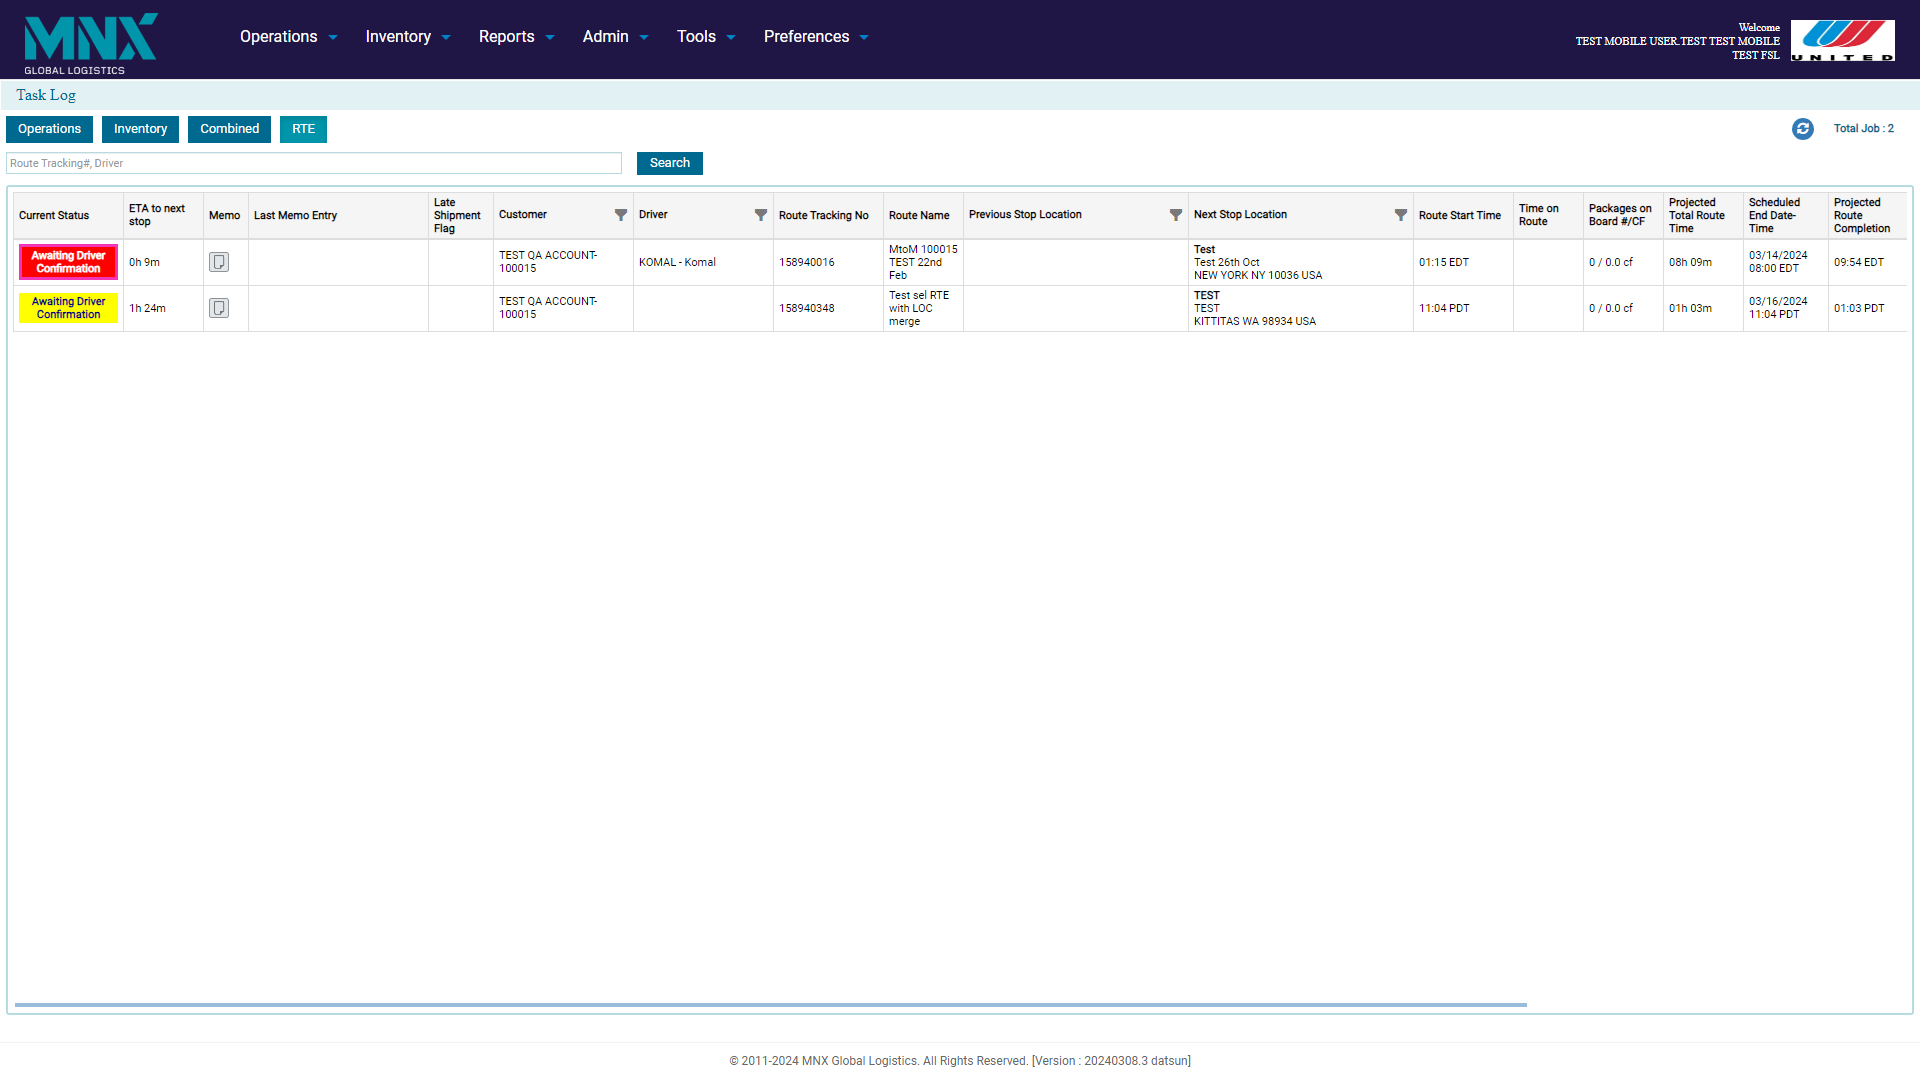 MNX
GLOBAL LOGISTICS
Operations Inventory Reports Admin Tools Preferences
Welcome
TEST MOBILE USER.TEST TEST MOBILE
TEST FSL
UNITED
Task Log
Operations Inventory Combined RTE
Total Job : 2
Route Tracking#, Driver
Search
Current Status
ETA to next
stop
Memo
Last Memo Entry
Late
Shipment
Flag
Customer
Driver
Route Tracking No
Route Name
Previous Stop Location
Next Stop Location
Route Start Time
Time on
Route
Packages on
Board #/CF
Projected
Total Route
Time
Scheduled
End Date-
Time
Projected
Route
Completion
Awaiting Driver
Confirmation
0h 9m
TEST QA ACCOUNT-
100015
KOMAL - Komal
158940016
MtoM 100015
TEST 22nd
Feb
Test
Test 26th Oct
NEW YORK NY 10036 USA
01:15 EDT
0 / 0.0 cf
08h 09m
03/14/2024
08:00 EDT
09:54 EDT
Awaiting Driver
Confirmation
1h 24m
TEST QA ACCOUNT-
100015
158940348
Test sel RTE
with LOC
merge
TEST
TEST
KITTITAS WA 98934 USA
11:04 PDT
0 / 0.0 cf
01h 03m
03/16/2024
11:04 PDT
01:03 PDT
© 2011-2024 MNX Global Logistics. All Rights Reserved. [Version : 20240308.3 datsun]